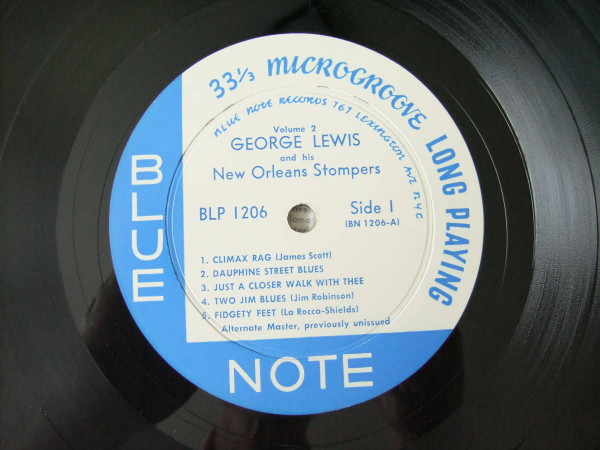 33⅓ MICROGROOVE LONG PLAYING
BLUE NOTE RECORDS 767 LEXINGTON AVE NYC
Volume 2
GEORGE LEWIS
and his
New Orleans Stompers
BLP 1206
Side 1
(BN 1206-A)
1. CLIMAX RAG (James Scott)
2. DAUPHINE STREET BLUES
3. JUST A CLOSER WALK WITH THEE
4. TWO JIM BLUES (Jim Robinson)
5. FIDGETY FEET (La Rocca-Shields)
Alternate Master, previously unissued
BLUE
NOTE